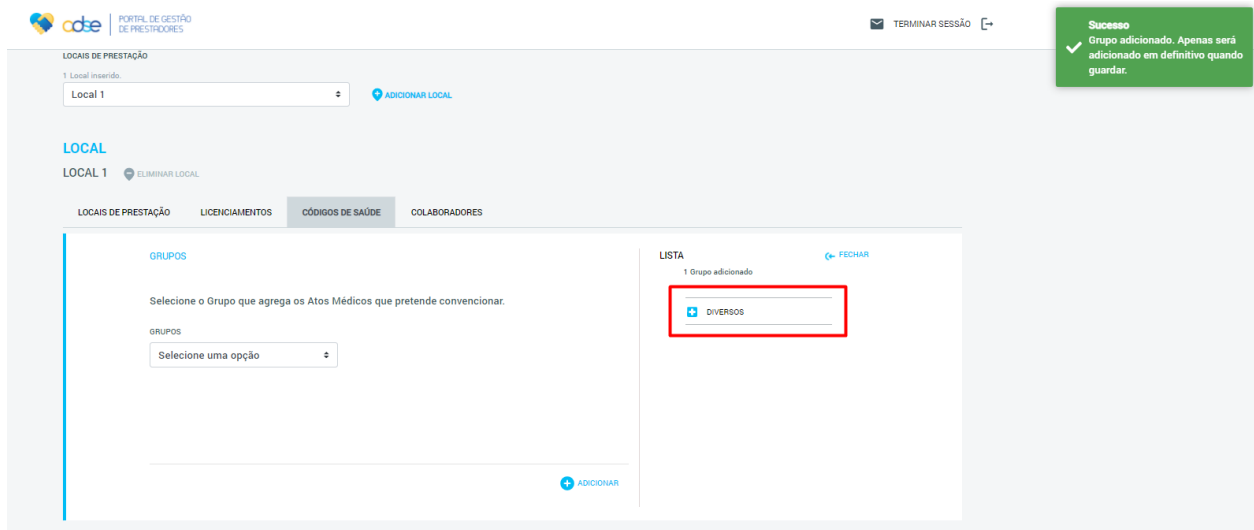 adse
PORTAL DE GESTÃO
DE PRESTADORES
TERMINAR SESSÃO
Sucesso
Grupo adicionado. Apenas será
adicionado em definitivo quando
guardar.
LOCAIS DE PRESTAÇÃO
1 Local inserido.
Local 1
ADICIONAR LOCAL
LOCAL
LOCAL 1
ELIMINAR LOCAL
LOCAIS DE PRESTAÇÃO
LICENCIAMENTOS
CÓDIGOS DE SAÚDE
COLABORADORES
GRUPOS
Selecione o Grupo que agrega os Atos Médicos que pretende convencionar.
GRUPOS
Selecione uma opção
ADICIONAR
LISTA
FECHAR
1 Grupo adicionado
DIVERSOS